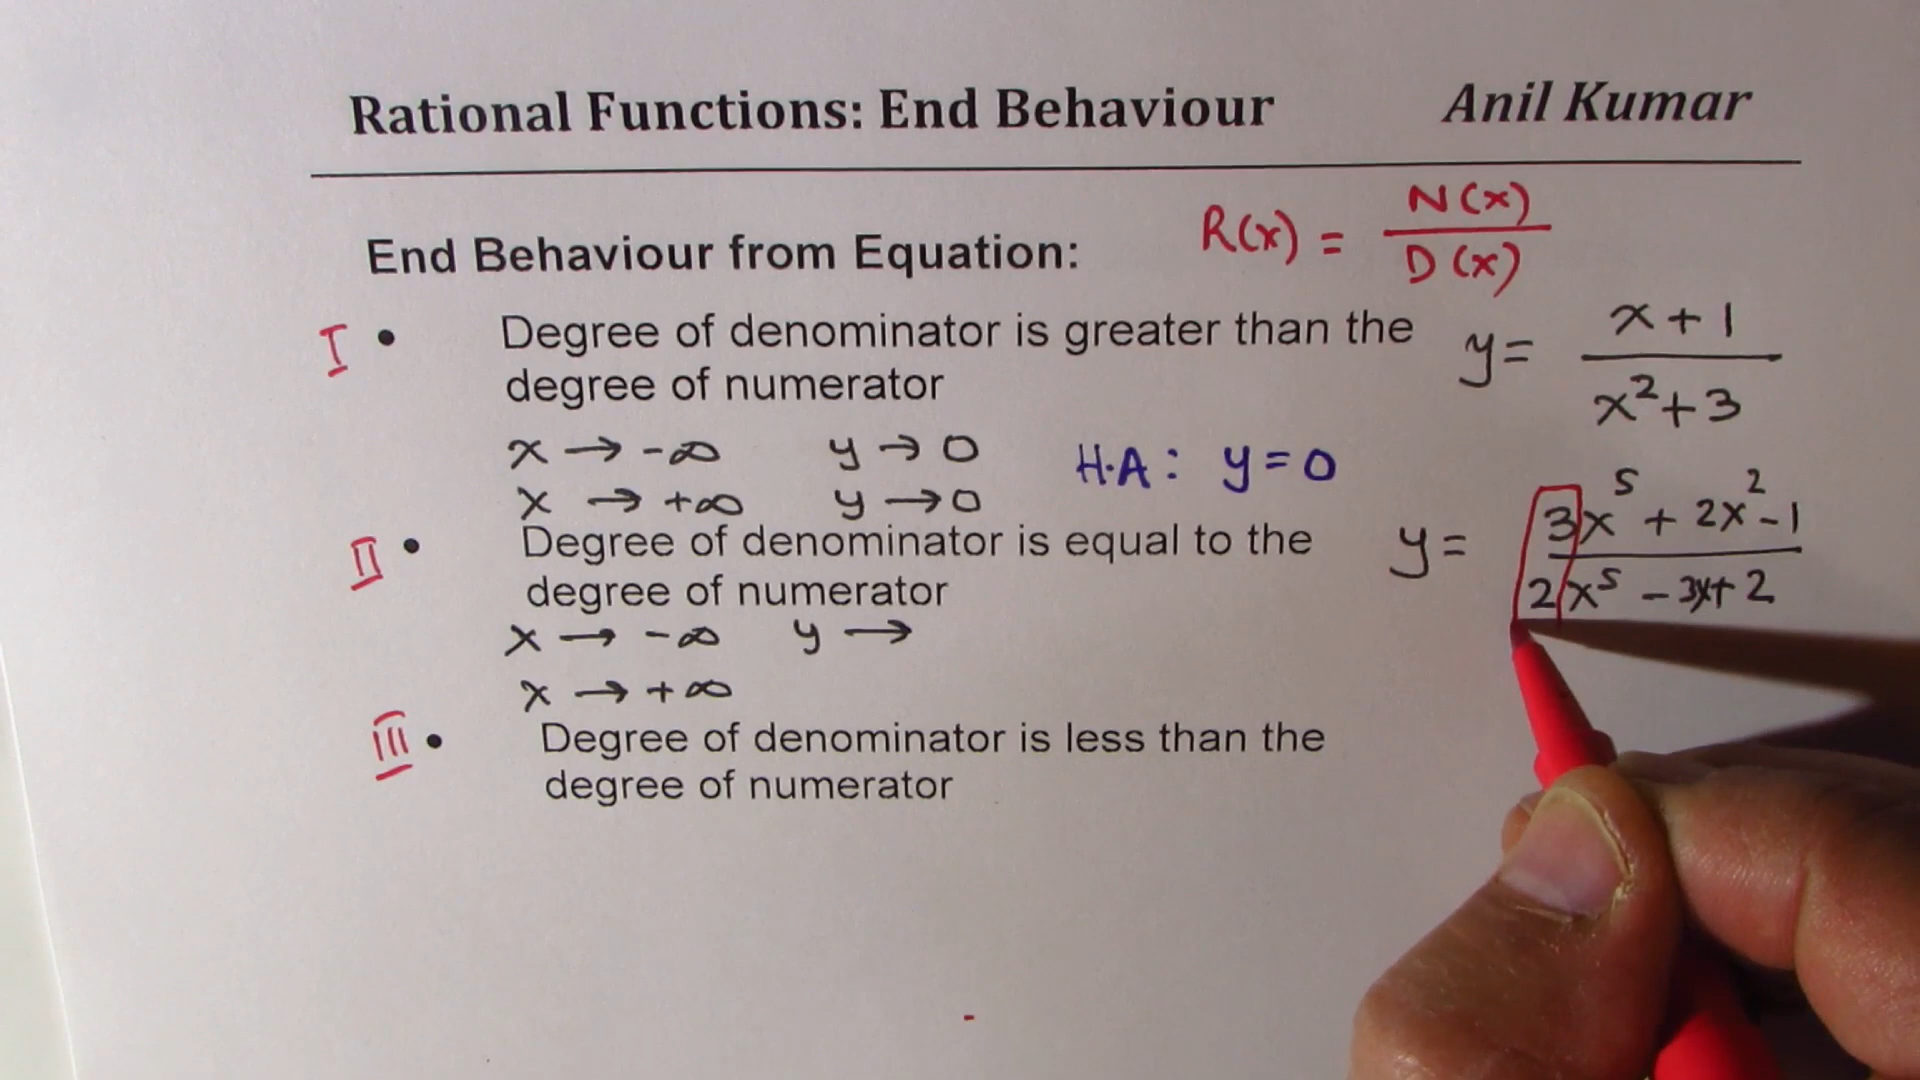 Rational Functions: End Behaviour Anil Kumar
End Behaviour from Equation: R(x) = N(x) / D(x)
I • Degree of denominator is greater than the
degree of numerator
y = x+1 / x²+3
x → -∞ y → 0
x → +∞ y → 0
H.A: y = 0
II • Degree of denominator is equal to the
degree of numerator
y = 3x⁵ + 2x² - 1 / 2x⁵ - 3x + 2
x → -∞ y →
x → +∞
III • Degree of denominator is less than the
degree of numerator